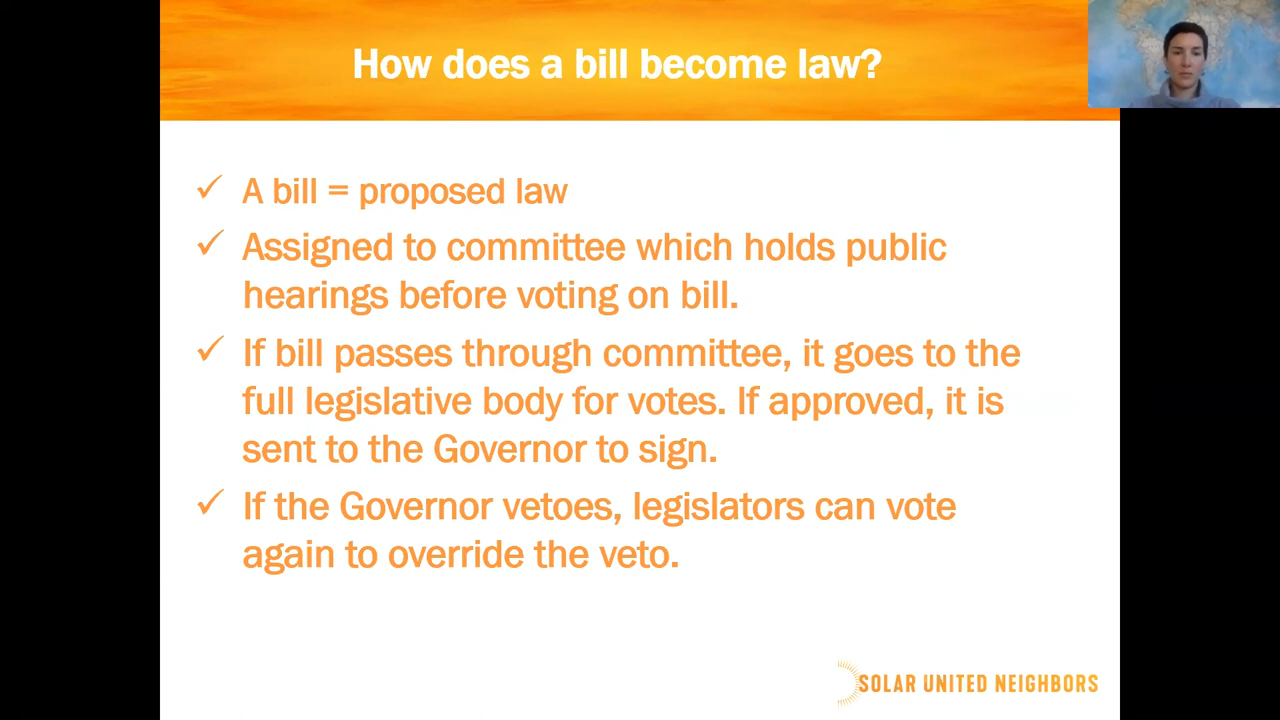 How does a bill become law?
A bill = proposed law
Assigned to committee which holds public
hearings before voting on bill.
If bill passes through committee, it goes to the
full legislative body for votes. If approved, it is
sent to the Governor to sign.
If the Governor vetoes, legislators can vote
again to override the veto.
SOLAR UNITED NEIGHBORS